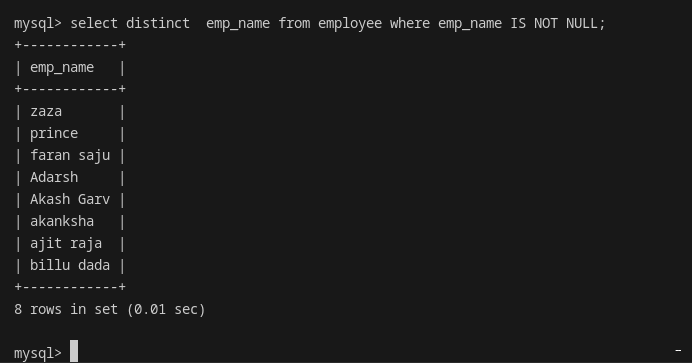 mysql> select distinct  emp_name from employee where emp_name IS NOT NULL;
+------------+
| emp_name   |
+------------+
| zaza       |
| prince     |
| faran saju |
| Adarsh     |
| Akash Garv |
| akanksha   |
| ajit raja  |
| billu dada |
+------------+
8 rows in set (0.01 sec)
mysql>